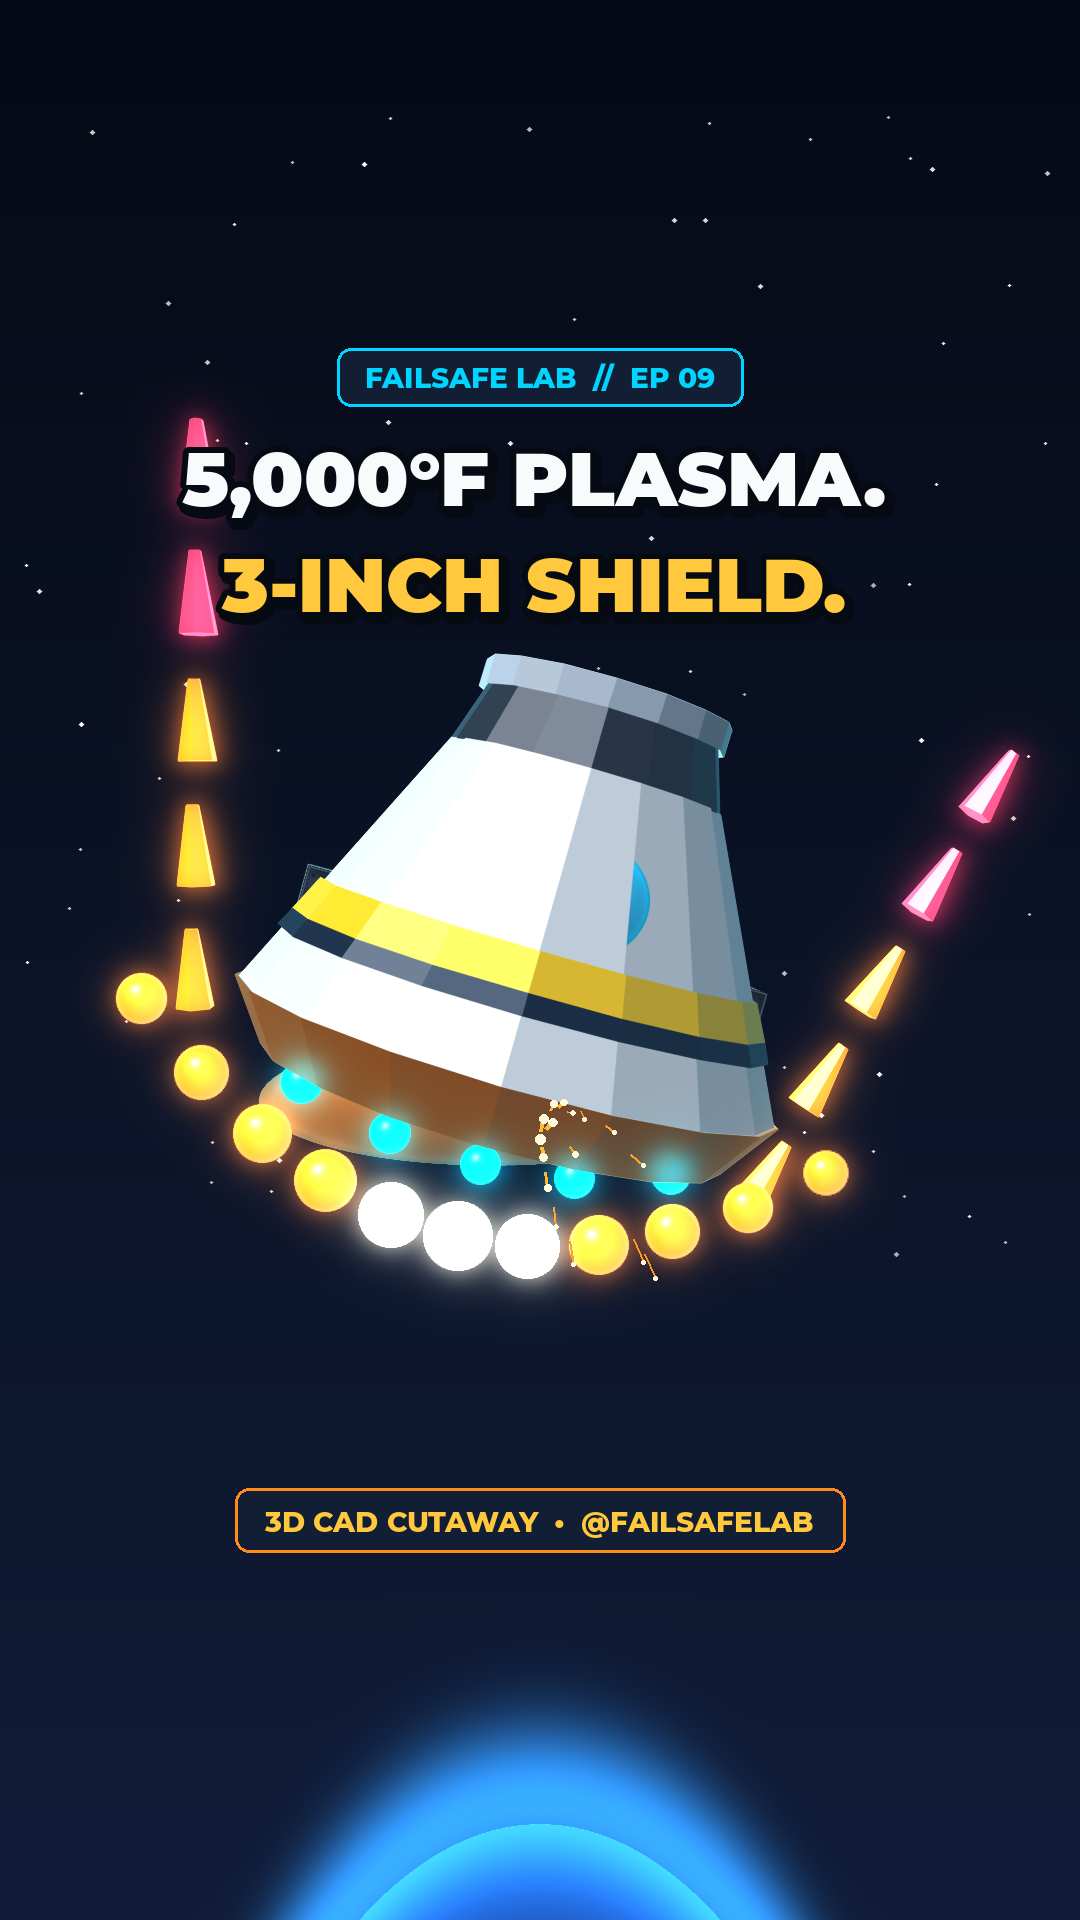 FAILSAFE LAB // EP 09
5,000°F PLASMA.
3-INCH SHIELD.
3D CAD CUTAWAY • @FAILSAFELAB